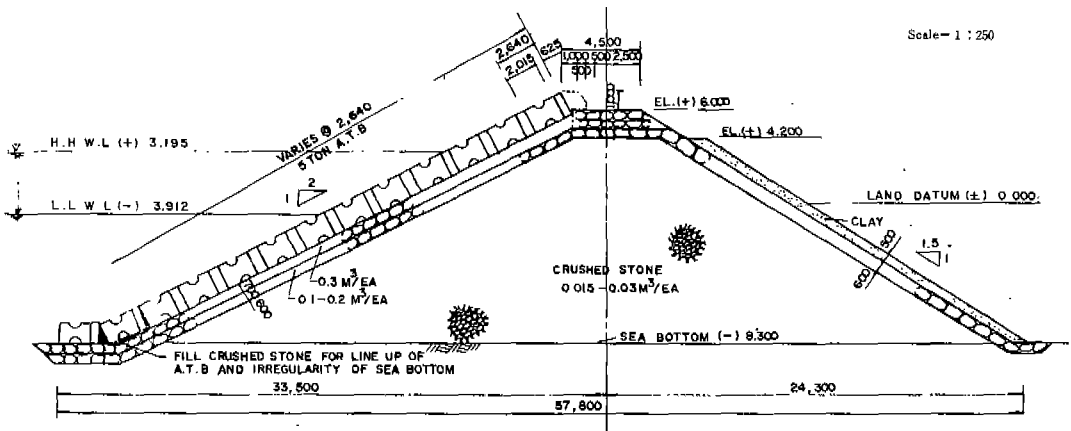 Scale- 1 : 250
4,500
1,000 500 2,500
500
2,640
625
2,015
VARIES @ 2,640
5 TON A.T.B
EL.(+) 6.000
EL.(+) 4.200
H.H W.L (+) 3.195
2
1
LAND DATUM (±) 0 000
L.L W L (-) 3.912
CLAY
500
600
1.5
1
CRUSHED STONE
0 015-0.03M³/EA
0.3 M³/EA
0.1-0.2 M³/EA
600
SEA BOTTOM (-) 8.300
FILL CRUSHED STONE FOR LINE UP OF
A.T.B AND IRREGULARITY OF SEA BOTTOM
33,500
24,300
57,800